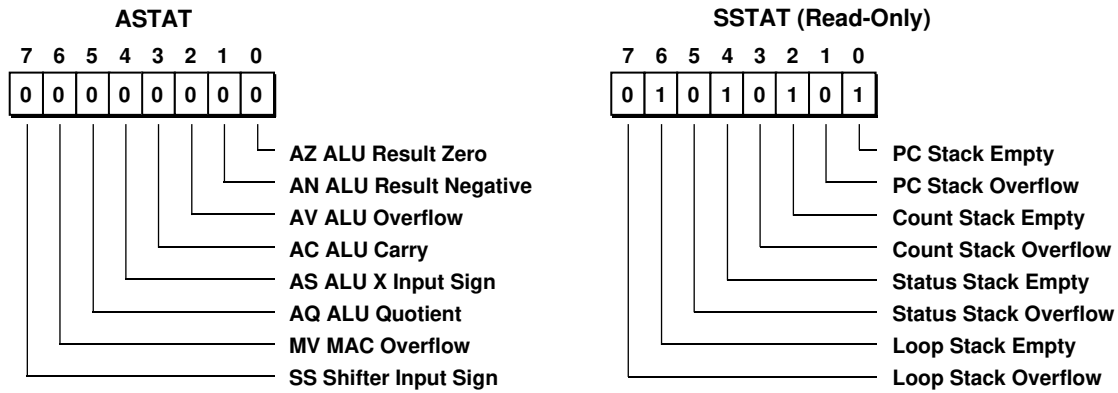 ASTAT
7 6 5 4 3 2 1 0
0 0 0 0 0 0 0 0
AZ ALU Result Zero
AN ALU Result Negative
AV ALU Overflow
AC ALU Carry
AS ALU X Input Sign
AQ ALU Quotient
MV MAC Overflow
SS Shifter Input Sign
SSTAT (Read-Only)
7 6 5 4 3 2 1 0
0 1 0 1 0 1 0 1
PC Stack Empty
PC Stack Overflow
Count Stack Empty
Count Stack Overflow
Status Stack Empty
Status Stack Overflow
Loop Stack Empty
Loop Stack Overflow